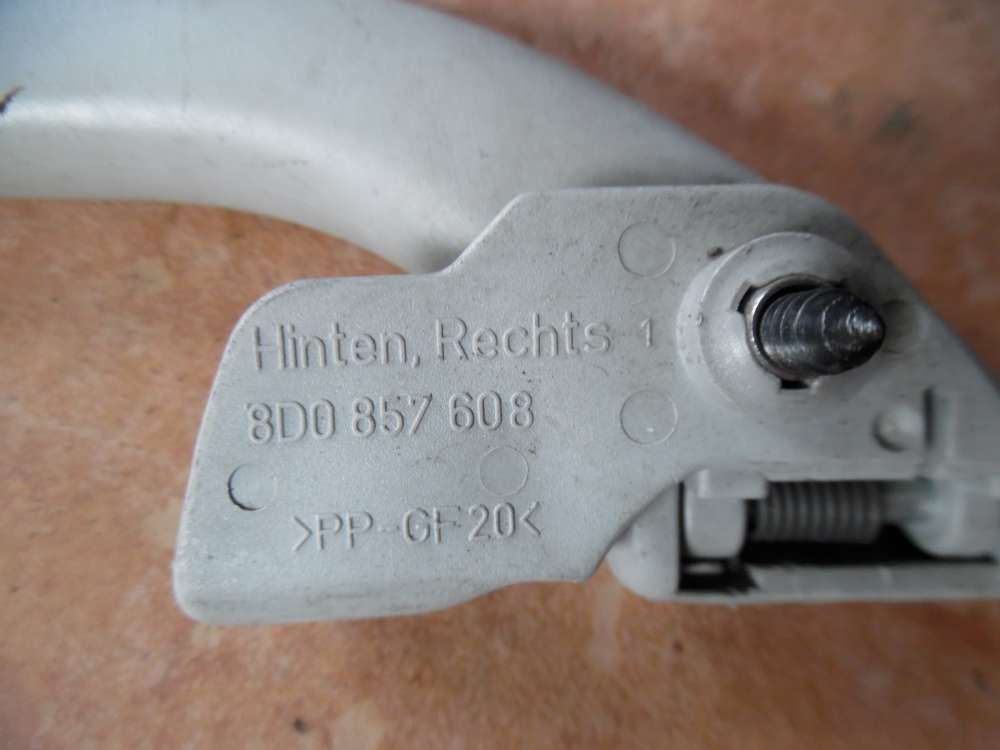 Hinten, Rechts 1
8D0 857 608
>PP-GF20<